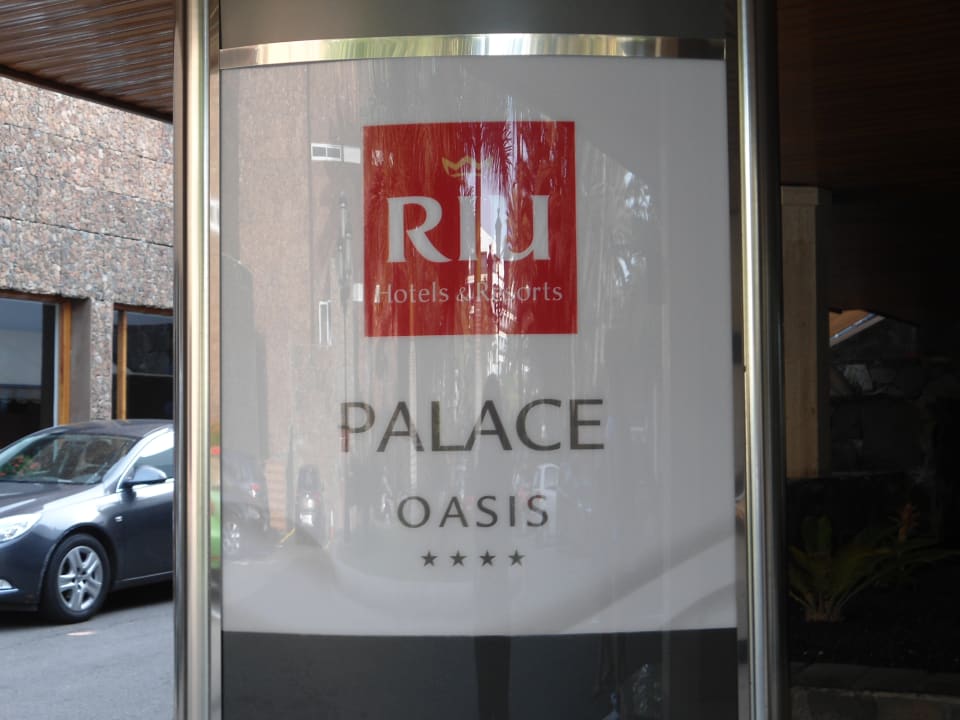 RIU
Hotels & Resorts
PALACE
OASIS
★★★★